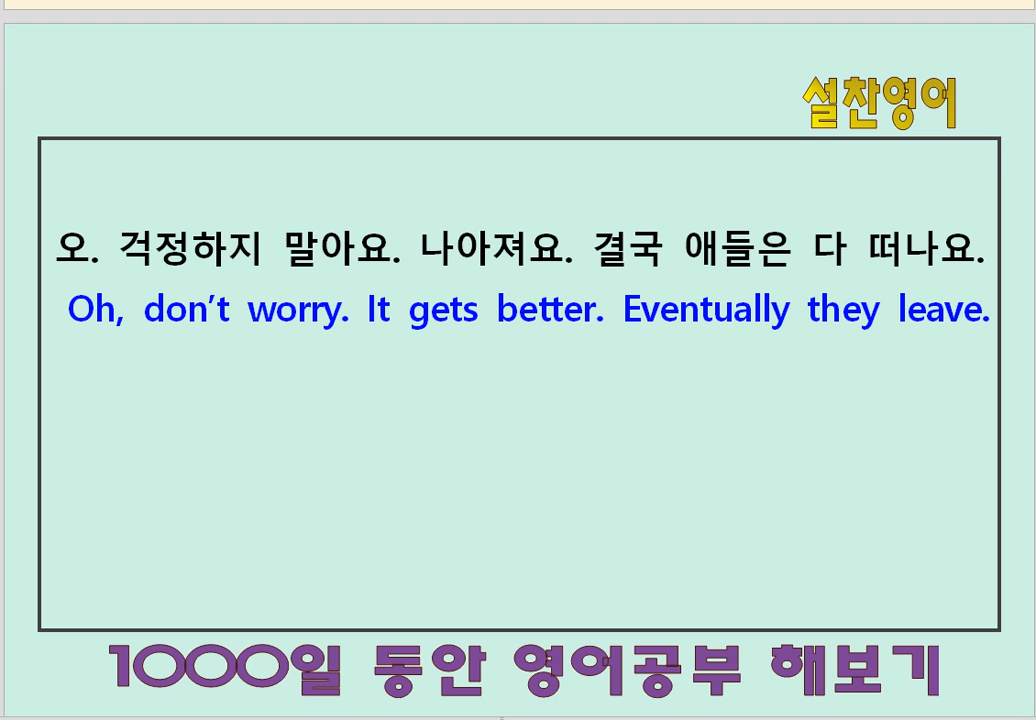 설찬영어
오. 걱정하지 말아요. 나아져요. 결국 애들은 다 떠나요.
Oh, don’t worry. It gets better. Eventually they leave.
1000일 동안 영어공부 해보기